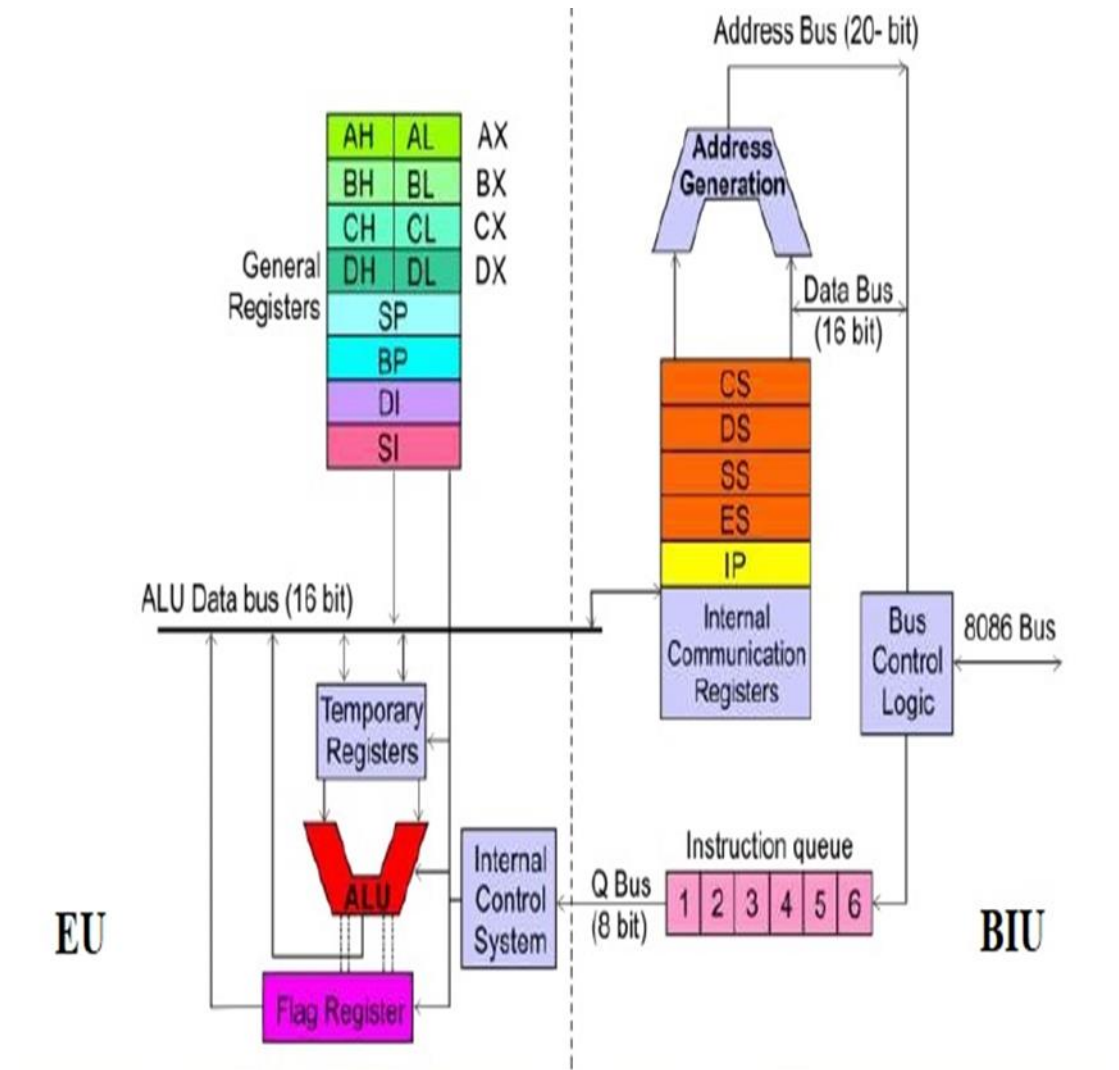 Address Bus (20- bit)
AH AL AX
BH BL BX
CH CL CX
DH DL DX
General
Registers
SP
BP
DI
SI
Address
Generation
Data Bus
(16 bit)
CS
DS
SS
ES
IP
Internal
Communication
Registers
Bus
Control
Logic
8086 Bus
ALU Data bus (16 bit)
Temporary
Registers
ALU
Internal
Control
System
Q Bus
(8 bit)
Instruction queue
1 2 3 4 5 6
EU
BIU
Flag Register